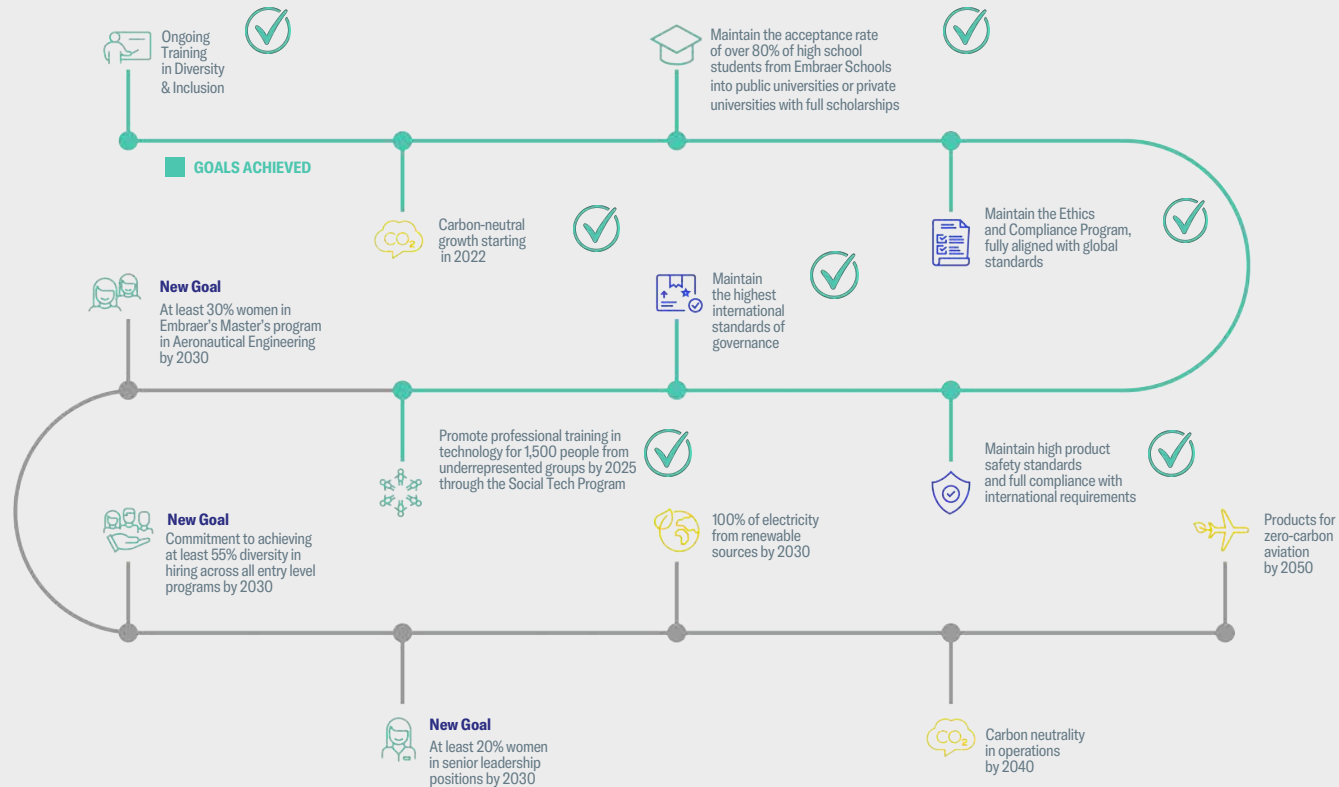 Ongoing
Training
in Diversity
& Inclusion
Maintain the acceptance rate
of over 80% of high school
students from Embraer Schools
into public universities or private
universities with full scholarships
GOALS ACHIEVED
CO₂
Carbon-neutral
growth starting
in 2022
Maintain the Ethics
and Compliance Program,
fully aligned with global
standards
New Goal
At least 30% women in
Embraer's Master's program
in Aeronautical Engineering
by 2030
Maintain
the highest
international
standards of
governance
Promote professional training in
technology for 1,500 people from
underrepresented groups by 2025
through the Social Tech Program
Maintain high product
safety standards
and full compliance with
international requirements
New Goal
Commitment to achieving
at least 55% diversity in
hiring across all entry level
programs by 2030
100% of electricity
from renewable
sources by 2030
Products for
zero-carbon
aviation
by 2050
New Goal
At least 20% women
in senior leadership
positions by 2030
CO₂
Carbon neutrality
in operations
by 2040